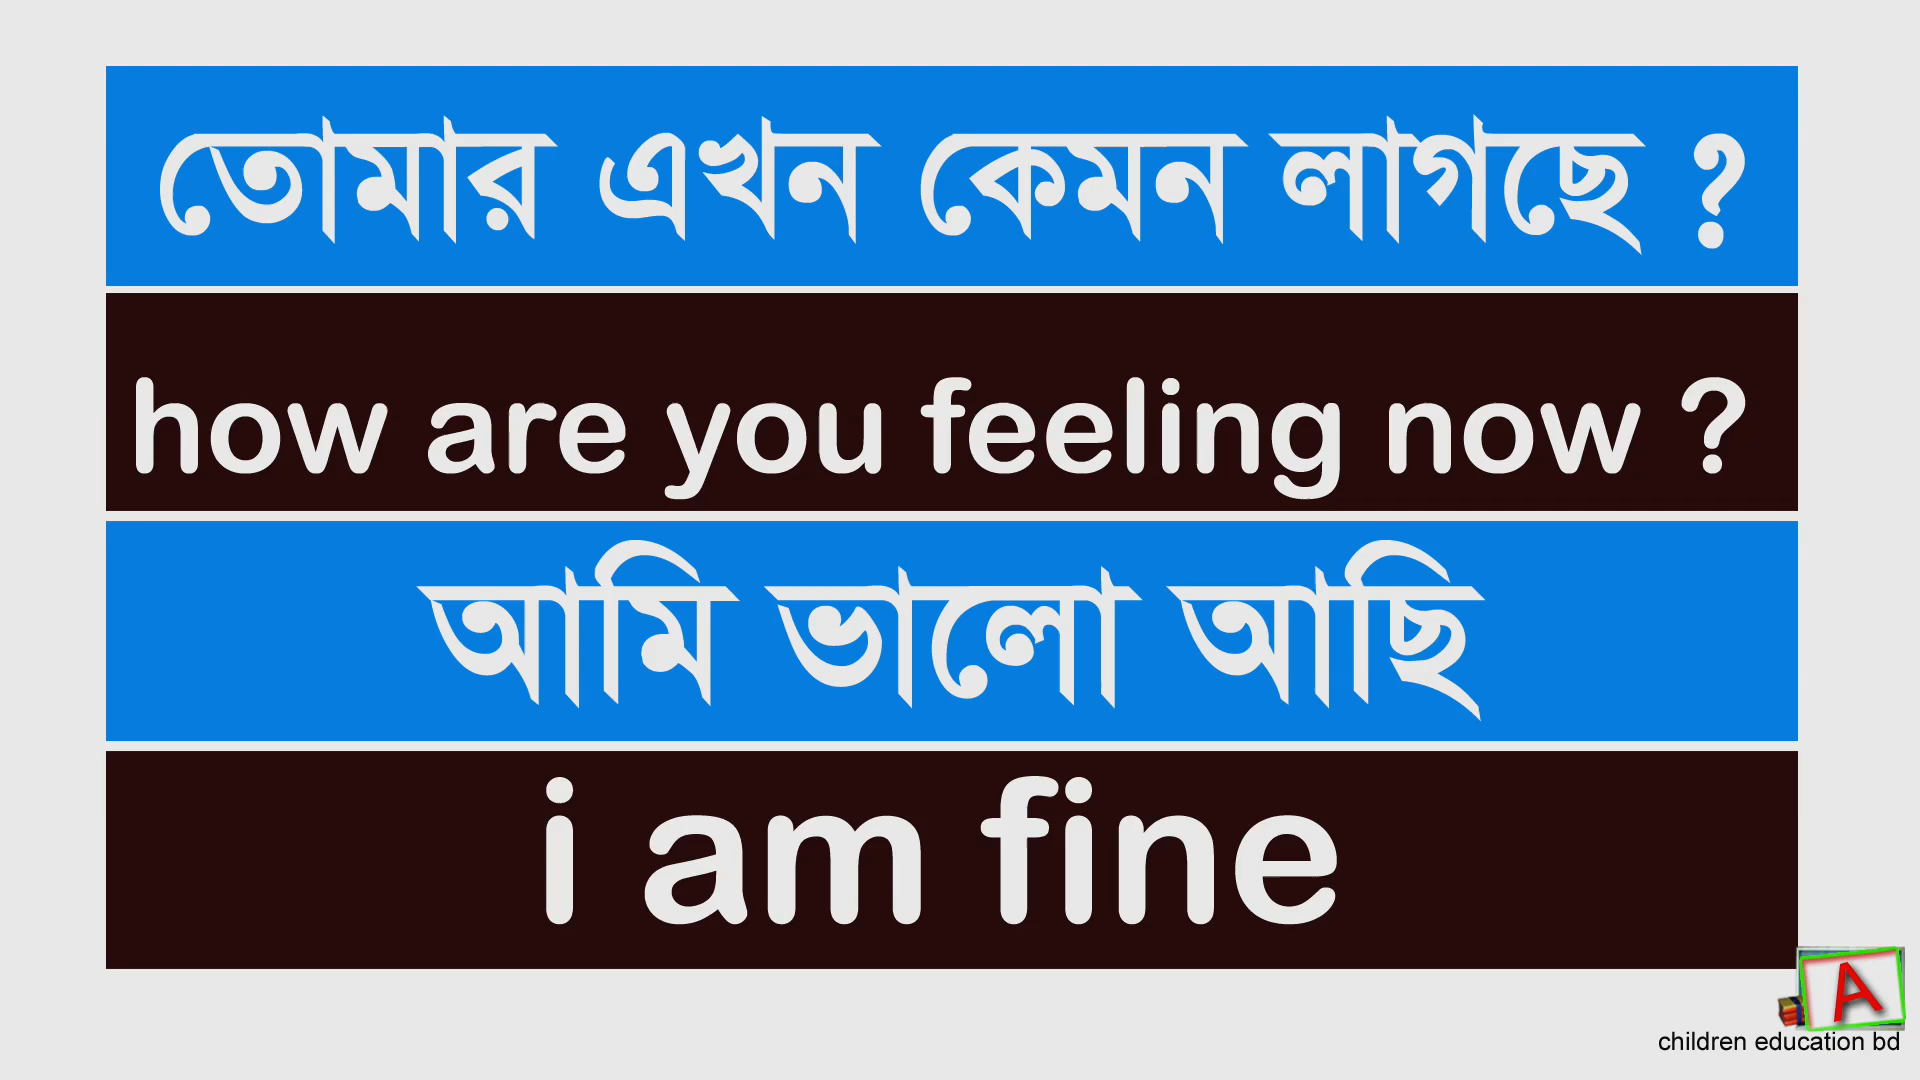 তোমার এখন কেমন লাগছে ?
how are you feeling now ?
আমি ভালো আছি
i am fine
A
children education bd